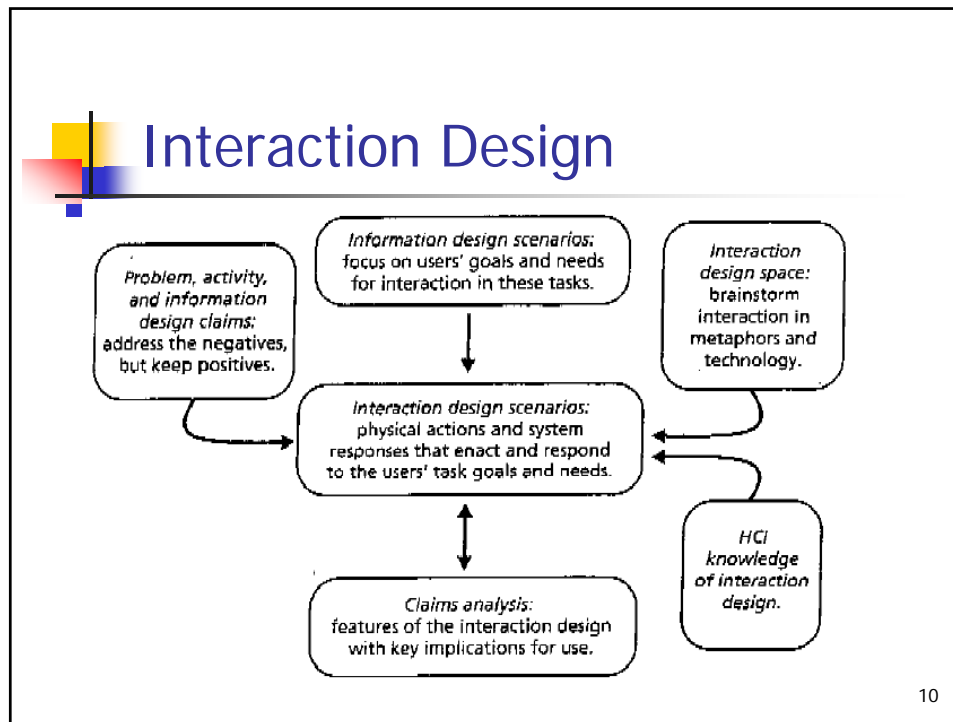 Interaction Design
Problem, activity,
and information
design claims:
address the negatives,
but keep positives.
Information design scenarios:
focus on users' goals and needs
for interaction in these tasks.
Interaction
design space:
brainstorm
interaction in
metaphors and
technology.
Interaction design scenarios:
physical actions and system
responses that enact and respond
to the users' task goals and needs.
HCI
knowledge
of interaction
design.
Claims analysis:
features of the interaction design
with key implications for use.
10